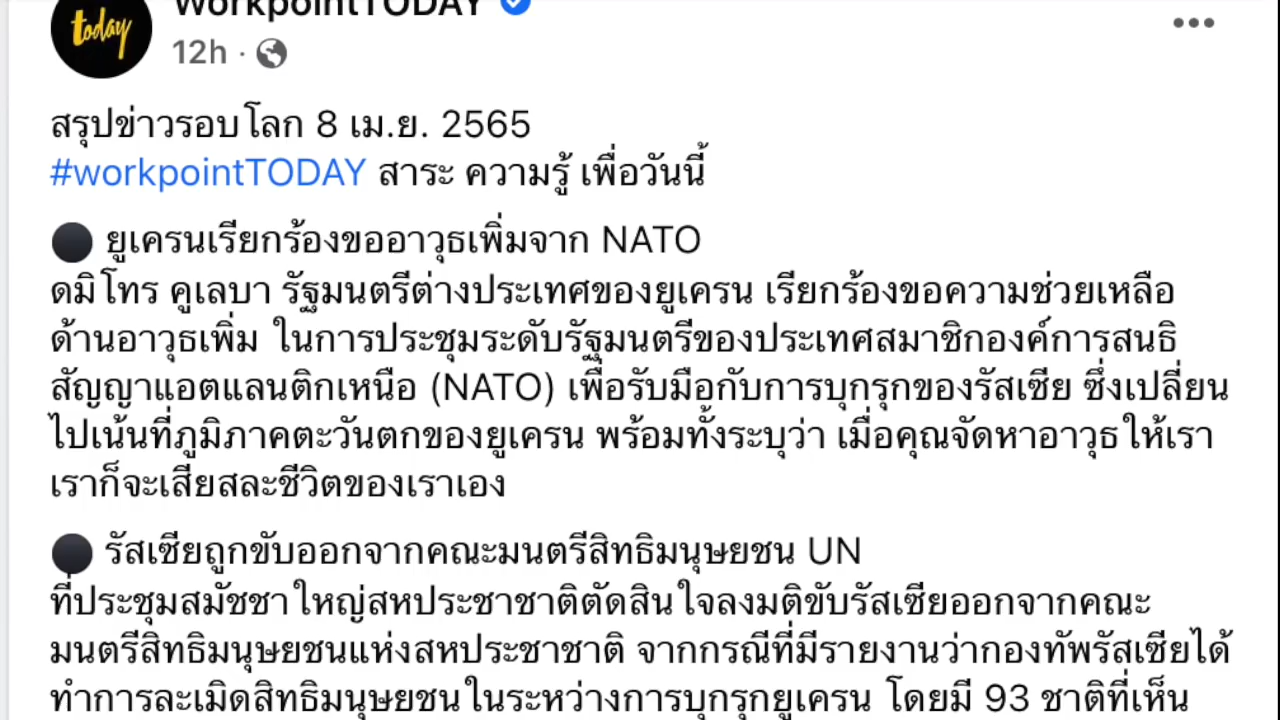 today
WorkpointTODAY
12h ·
สรุปข่าวรอบโลก 8 เม.ย. 2565
#workpointTODAY สาระ ความรู้ เพื่อวันนี้
ยูเครนเรียกร้องขออาวุธเพิ่มจาก NATO
ดมิโทร คูเลบา รัฐมนตรีต่างประเทศของยูเครน เรียกร้องขอความช่วยเหลือ
ด้านอาวุธเพิ่ม ในการประชุมระดับรัฐมนตรีของประเทศสมาชิกองค์การสนธิ
สัญญาแอตแลนติกเหนือ (NATO) เพื่อรับมือกับการบุกรุกของรัสเซีย ซึ่งเปลี่ยน
ไปเน้นที่ภูมิภาคตะวันตกของยูเครน พร้อมทั้งระบุว่า เมื่อคุณจัดหาอาวุธให้เรา
เราก็จะเสียสละชีวิตของเราเอง
รัสเซียถูกขับออกจากคณะมนตรีสิทธิมนุษยชน UN
ที่ประชุมสมัชชาใหญ่สหประชาชาติตัดสินใจลงมติขับรัสเซียออกจากคณะ
มนตรีสิทธิมนุษยชนแห่งสหประชาชาติ จากกรณีที่มีรายงานว่ากองทัพรัสเซียได้
ทำการละเมิดสิทธิมนุษยชนในระหว่างการบุกรุกยูเครน โดยมี 93 ชาติที่เห็น